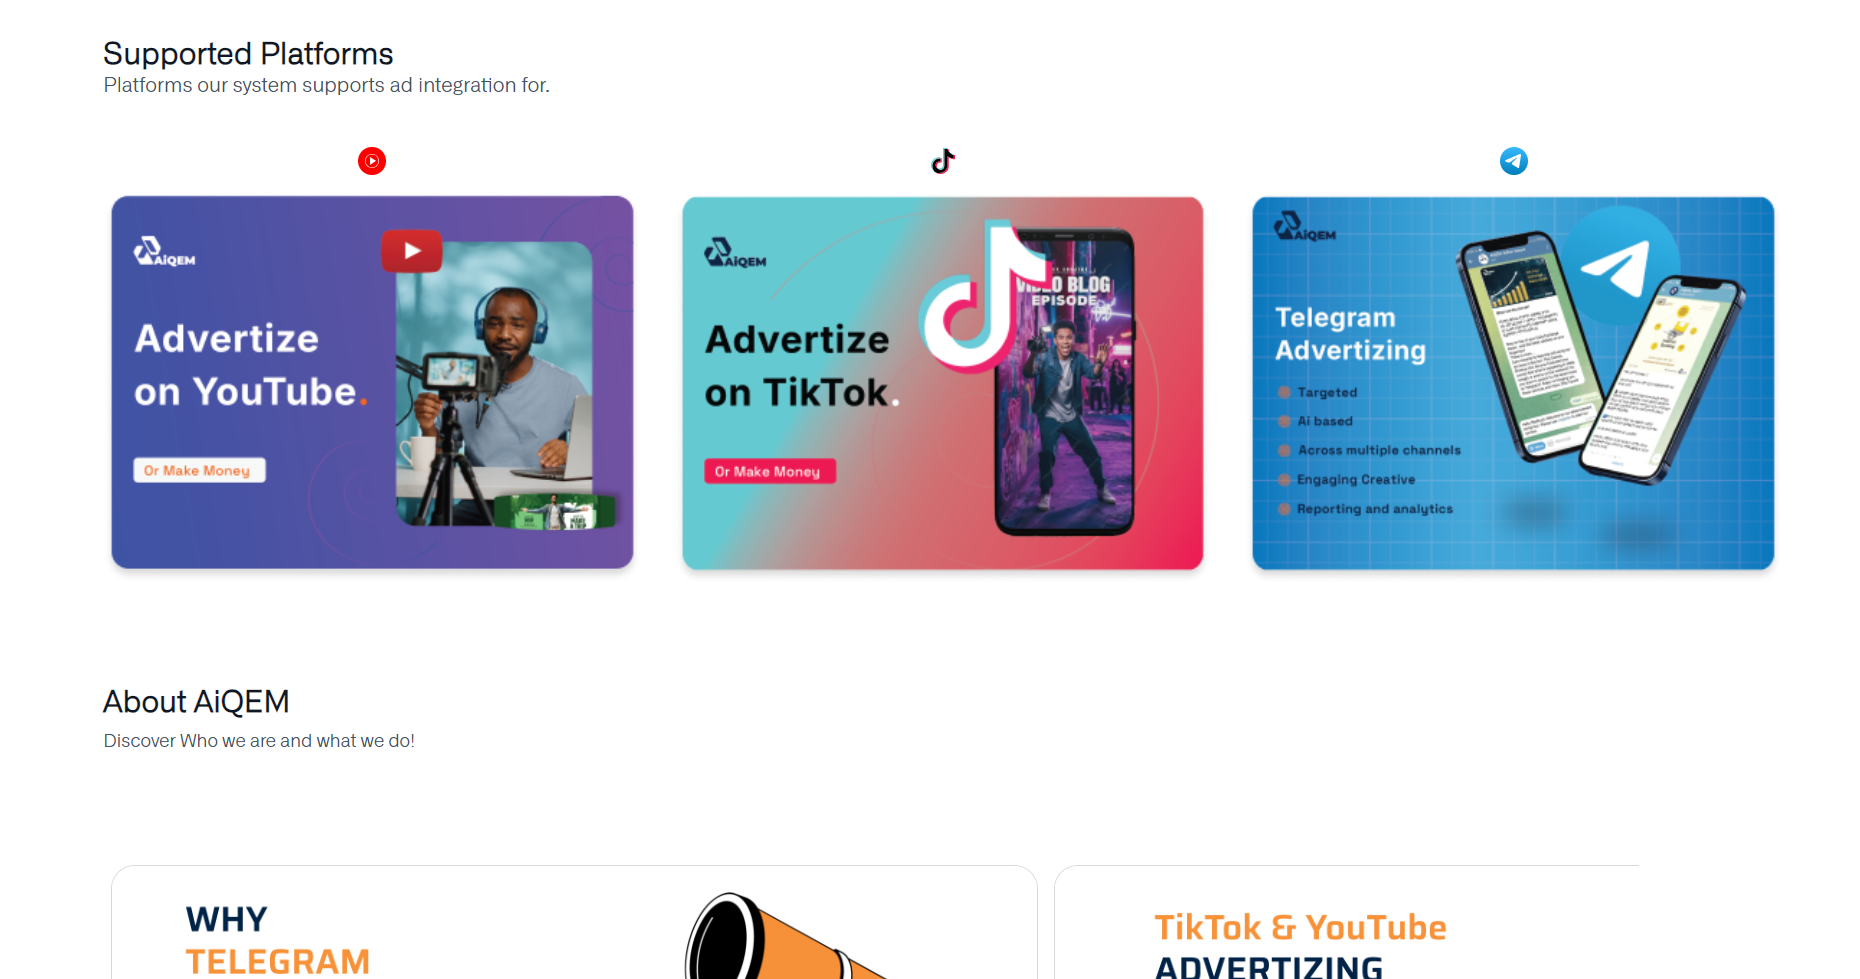 Supported Platforms
Platforms our system supports ad integration for.
AiQEM
Advertize
on YouTube.
Or Make Money
AiQEM
Advertize
on TikTok.
Or Make Money
VIDEO BLOG
EPISODE
AiQEM
Telegram
Advertizing
Targeted
Ai based
Across multiple channels
Engaging Creative
Reporting and analytics
About AiQEM
Discover Who we are and what we do!
WHY
TELEGRAM
TikTok & YouTube
ADVERTIZING